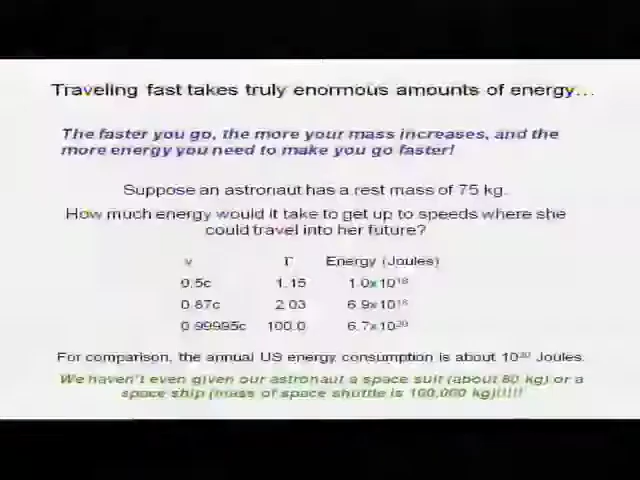 Traveling fast takes truly enormous amounts of energy...
The faster you go, the more your mass increases, and the
more energy you need to make you go faster!
Suppose an astronaut has a rest mass of 75 kg.
How much energy would it take to get up to speeds where she
could travel into her future?
v Γ Energy (Joules)
0.5c 1.15 1.0x10¹⁸
0.87c 2.03 6.9x10¹⁸
0.99995c 100.0 6.7x10²⁰
For comparison, the annual US energy consumption is about 10²⁰ Joules.
We haven't even given our astronaut a space suit (about 80 kg) or a
space ship (mass of space shuttle is 100,000 kg)!!!!!